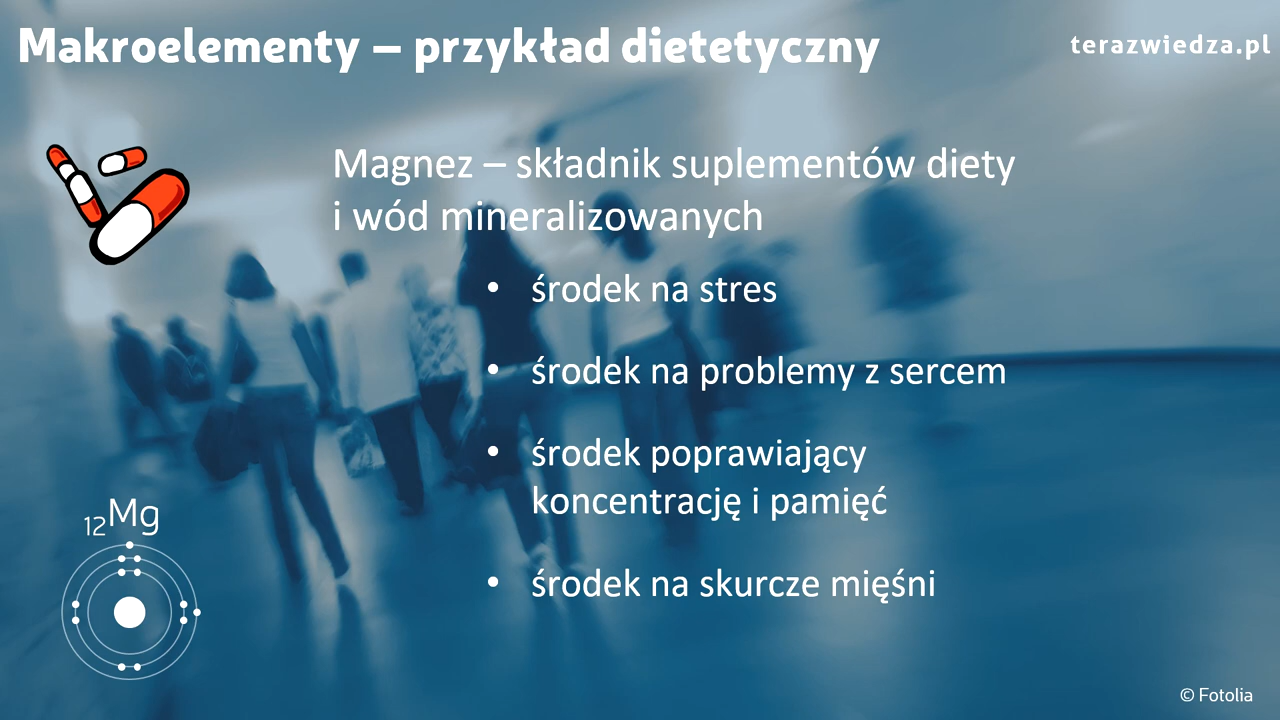 Makroelementy – przykład dietetyczny
terazwiedza.pl
Magnez – składnik suplementów diety
i wód mineralizowanych
• środek na stres
• środek na problemy z sercem
• środek poprawiający
koncentrację i pamięć
• środek na skurcze mięśni
₁₂Mg
© Fotolia